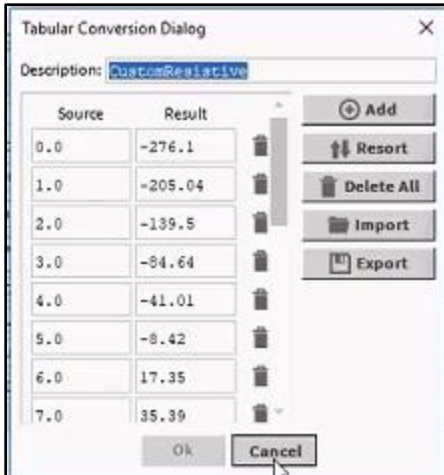 Tabular Conversion Dialog
Description: CustomResistive
Source Result
Add
0.0 -276.1
Resort
1.0 -205.04
Delete All
2.0 -139.5
Import
3.0 -84.64
Export
4.0 -41.01
5.0 -8.42
6.0 17.35
7.0 35.39
Ok Cancel